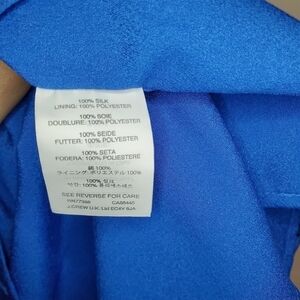 100% SILK
LINING: 100% POLYESTER
100% SOIE
DOUBLURE: 100% POLYESTER
100% SEIDE
FUTTER: 100% POLYESTER
100% SETA
FODERA: 100% POLIESTERE
絹 100%
ライニング: ポリエステル 100%
100%
100%
SEE REVERSE FOR CARE
J.CREW U.K. Ltd EC4Y 8JA